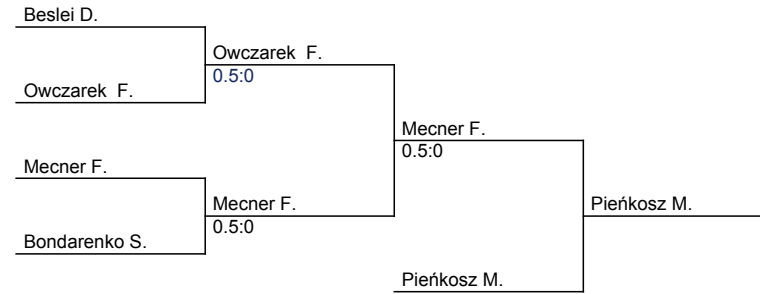 Beslei D.
Owczarek  F.
0.5:0
Owczarek  F.
Mecner F.
0.5:0
Mecner F.
Mecner F.
Pieńkosz M.
0.5:0
Bondarenko S.
Pieńkosz M.